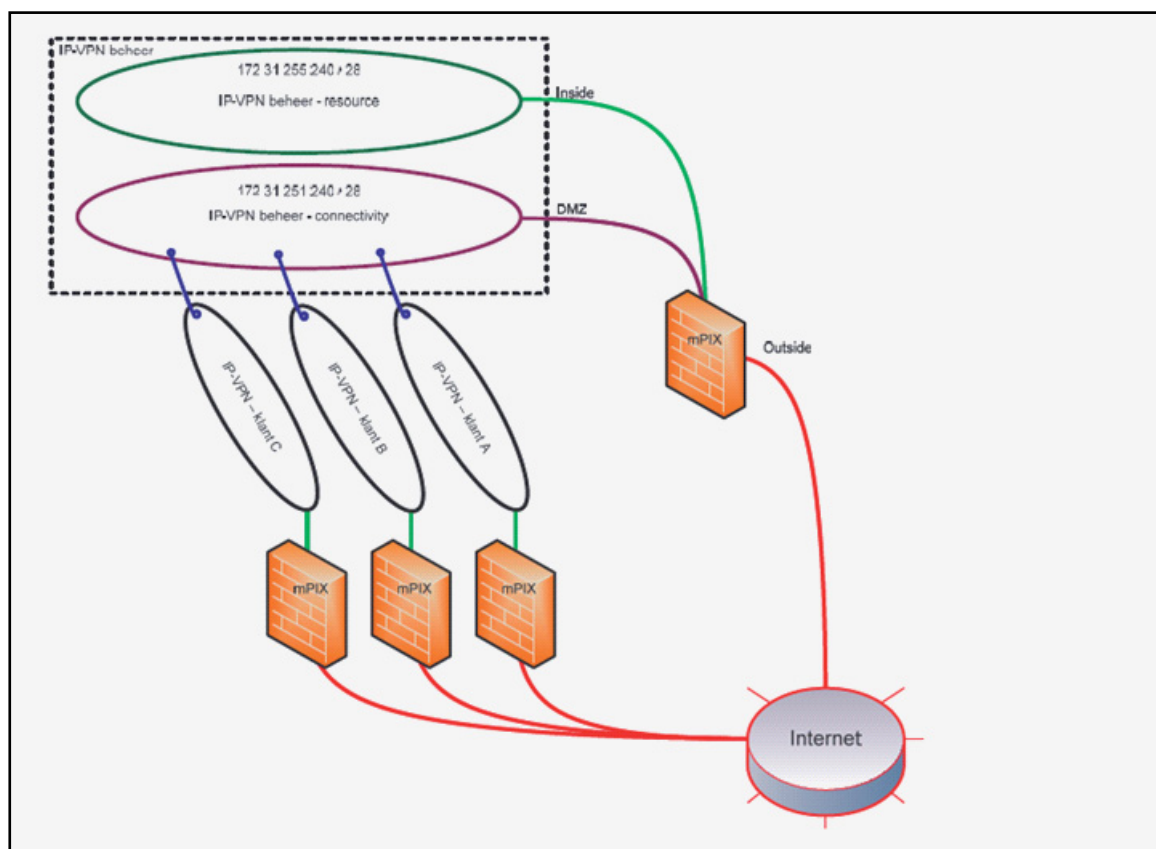 IP-VPN beheer
172 31 255 240 / 28
IP-VPN beheer - resource
Inside
172 31 251 240 / 28
IP-VPN beheer - connectivity
DMZ
mPIX
Outside
IP-VPN – klant C
IP-VPN – klant B
IP-VPN – klant A
mPIX
mPIX
mPIX
Internet